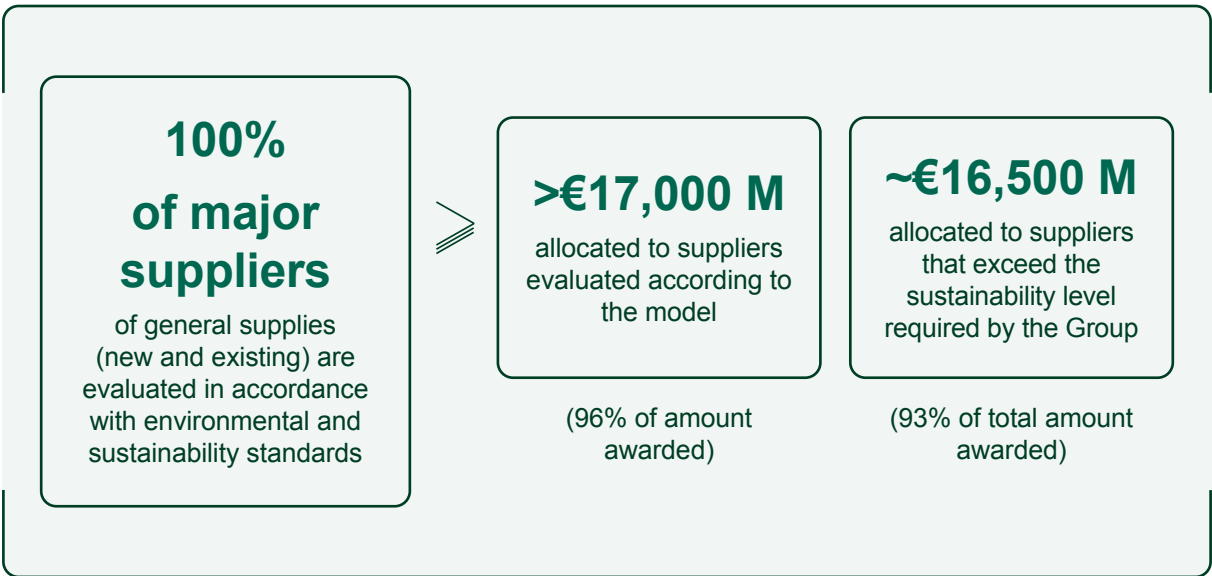 100%
of major
suppliers
of general supplies
(new and existing) are
evaluated in accordance
with environmental and
sustainability standards
>€17,000 M
allocated to suppliers
evaluated according to
the model
(96% of amount
awarded)
~€16,500 M
allocated to suppliers
that exceed the
sustainability level
required by the Group
(93% of total amount
awarded)